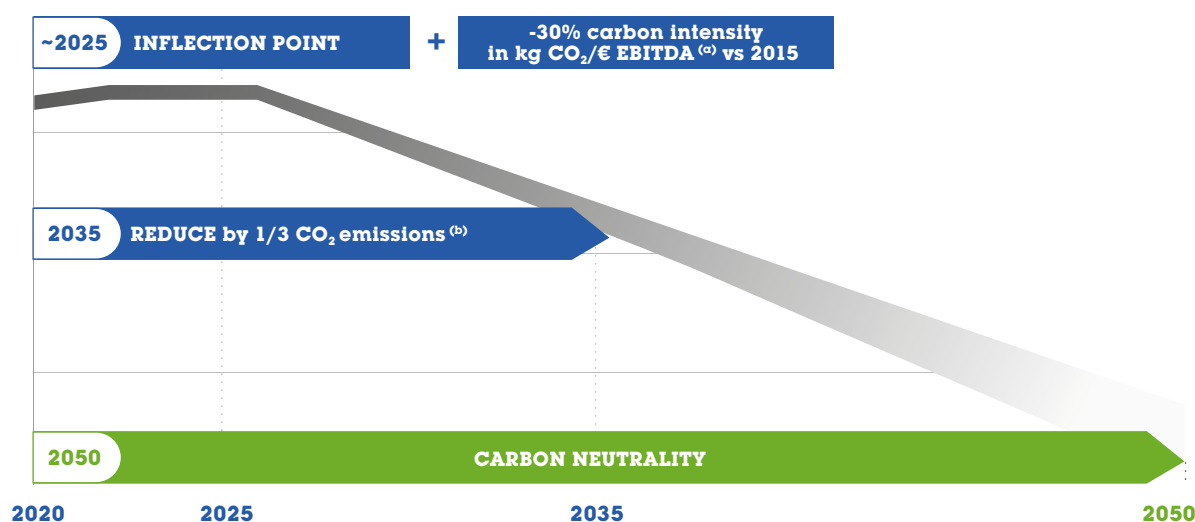 ~2025 INFLECTION POINT + -30% carbon intensity
in kg CO₂/€ EBITDA (a) vs 2015
2035 REDUCE by 1/3 CO₂ emissions (b)
2050 CARBON NEUTRALITY
2020 2025 2035 2050